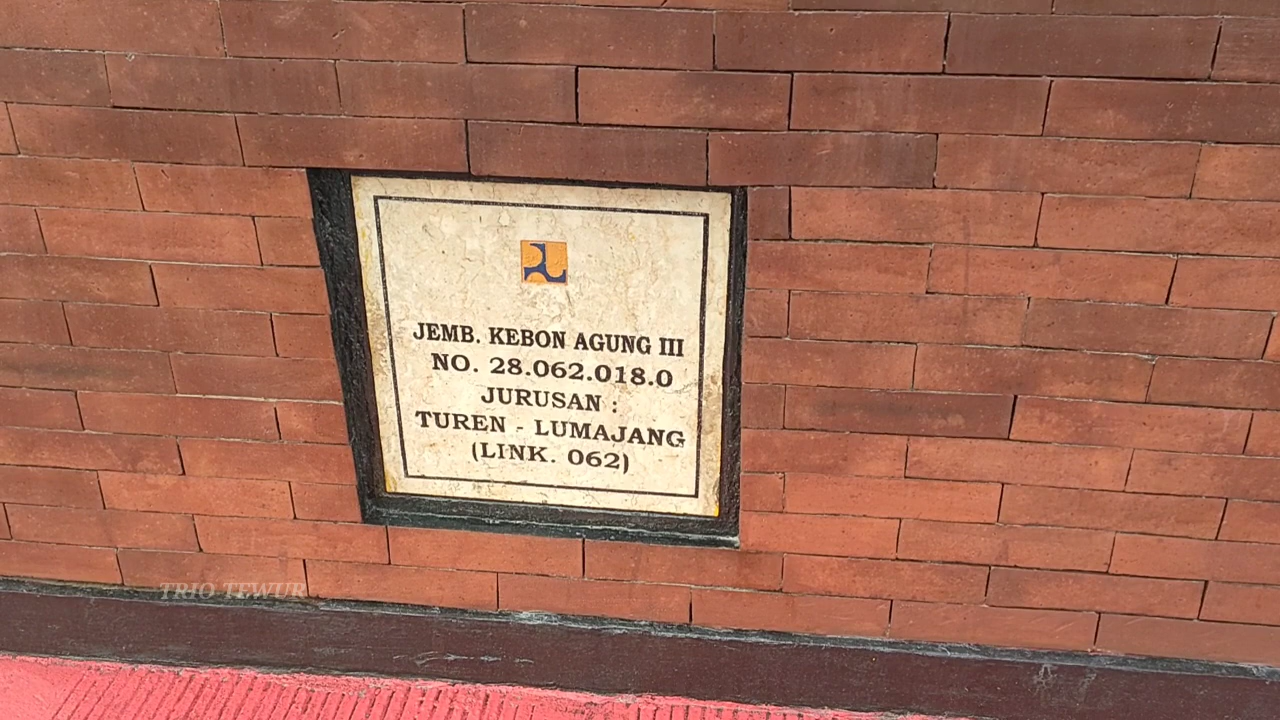 JEMB. KEBON AGUNG III
NO. 28.062.018.0
JURUSAN :
TUREN - LUMAJANG
(LINK. 062)
TRIO TEWUR